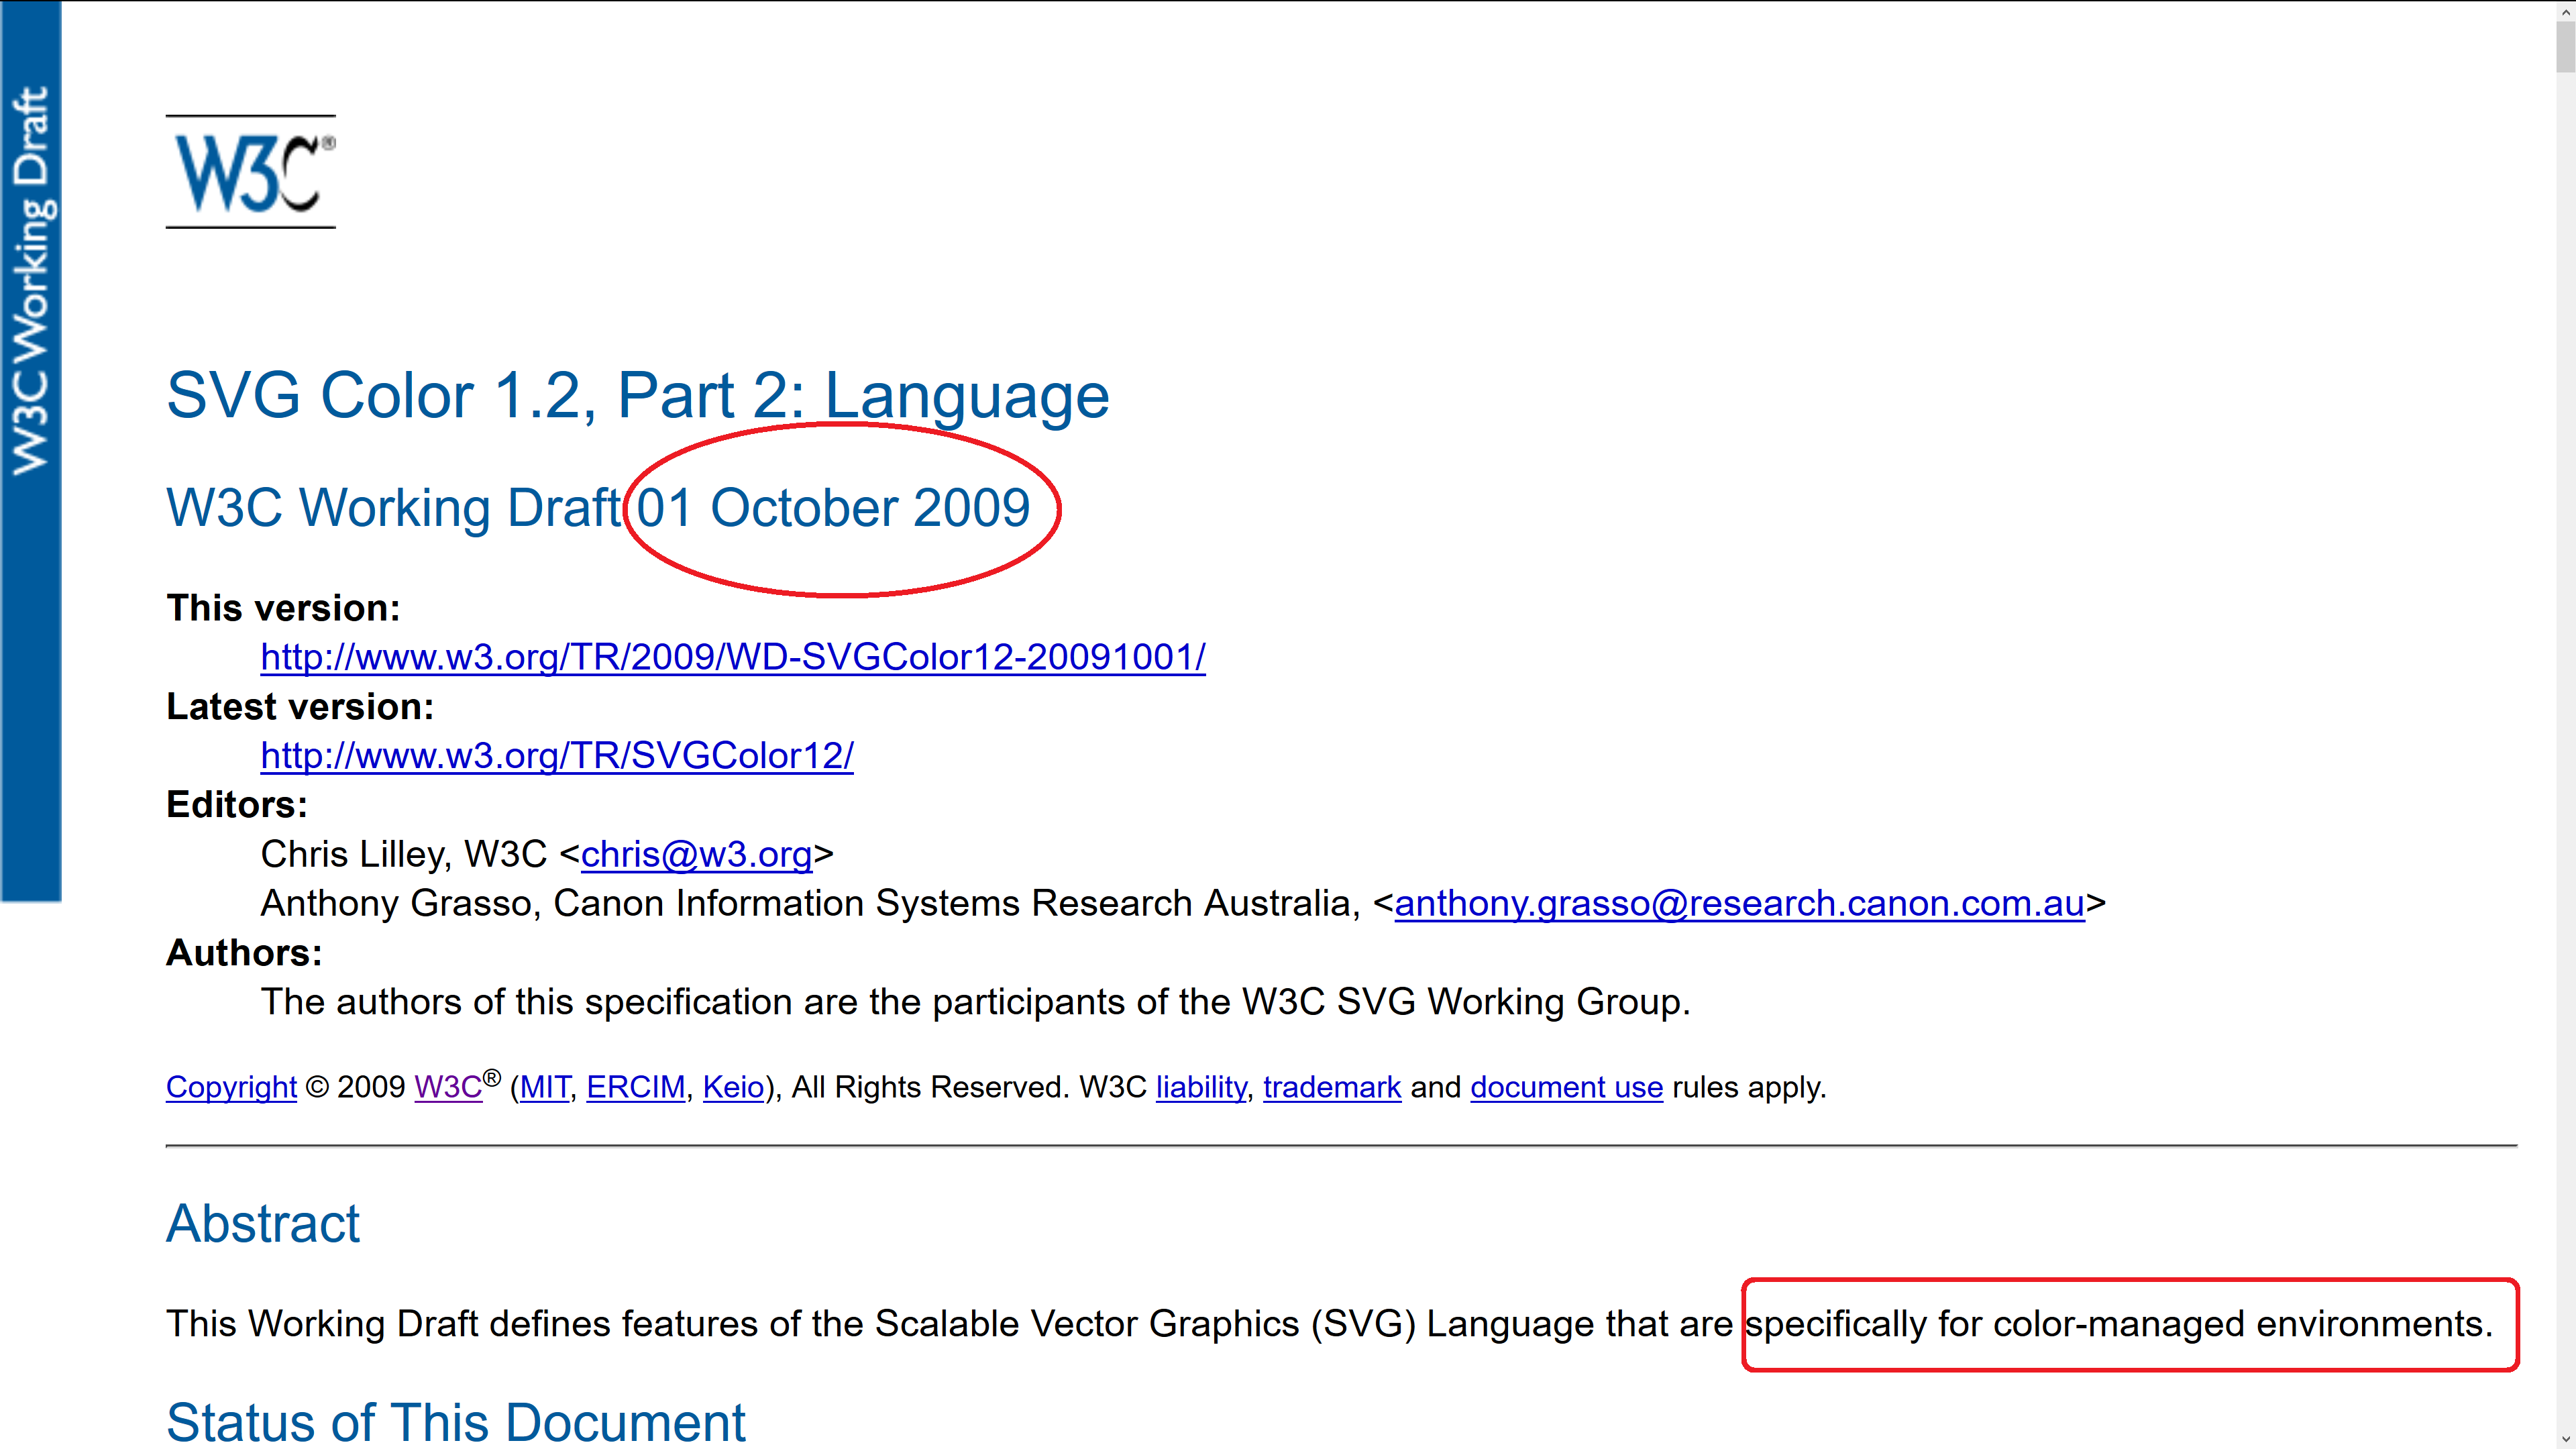 W3C Working Draft
W3C®
SVG Color 1.2, Part 2: Language
W3C Working Draft 01 October 2009
This version:
http://www.w3.org/TR/2009/WD-SVGColor12-20091001/
Latest version:
http://www.w3.org/TR/SVGColor12/
Editors:
Chris Lilley, W3C <chris@w3.org>
Anthony Grasso, Canon Information Systems Research Australia, <anthony.grasso@research.canon.com.au>
Authors:
The authors of this specification are the participants of the W3C SVG Working Group.
Copyright © 2009 W3C® (MIT, ERCIM, Keio), All Rights Reserved. W3C liability, trademark and document use rules apply.
Abstract
This Working Draft defines features of the Scalable Vector Graphics (SVG) Language that are specifically for color-managed environments.
Status of This Document